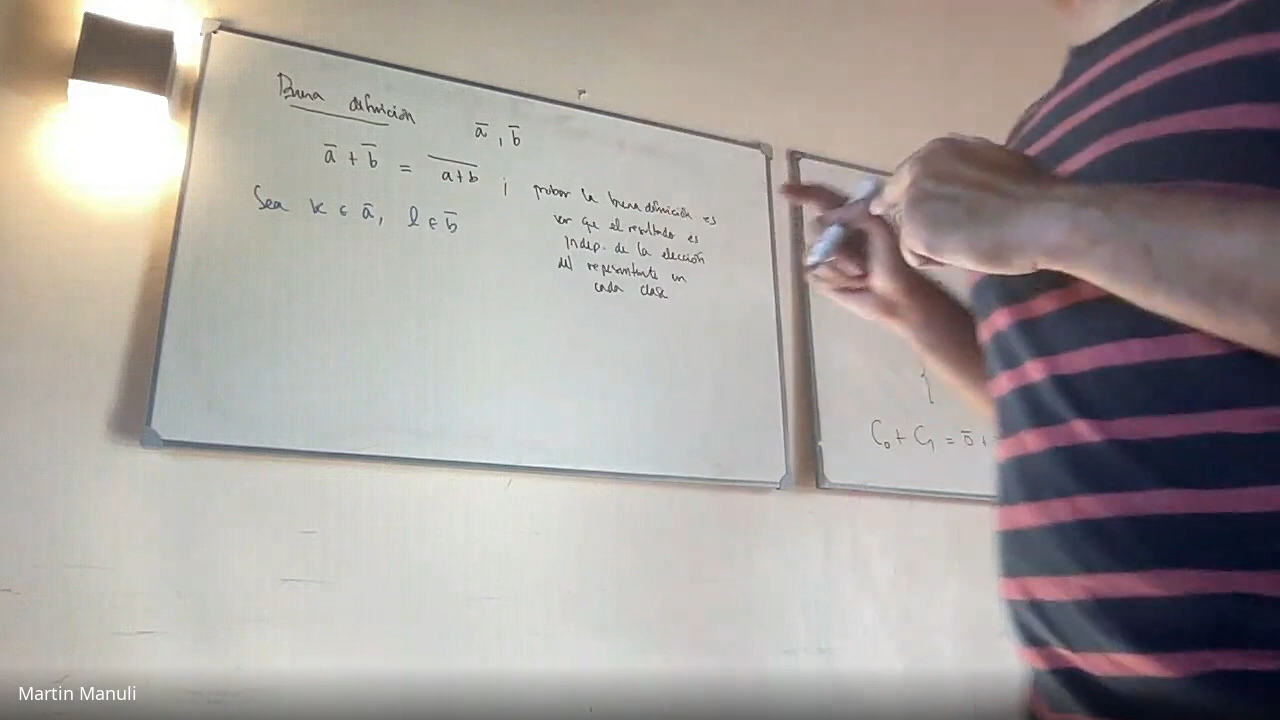 Buena definición
ā , b̄
ā + b̄ = \overline{a+b} ;
Sea k ∈ ā, l ∈ b̄
probar la buena definición es
ver que el resultado es
indep. de la elección
del representante en
cada clase
C₀ + C₁ = 0̄ +
Martin Manuli